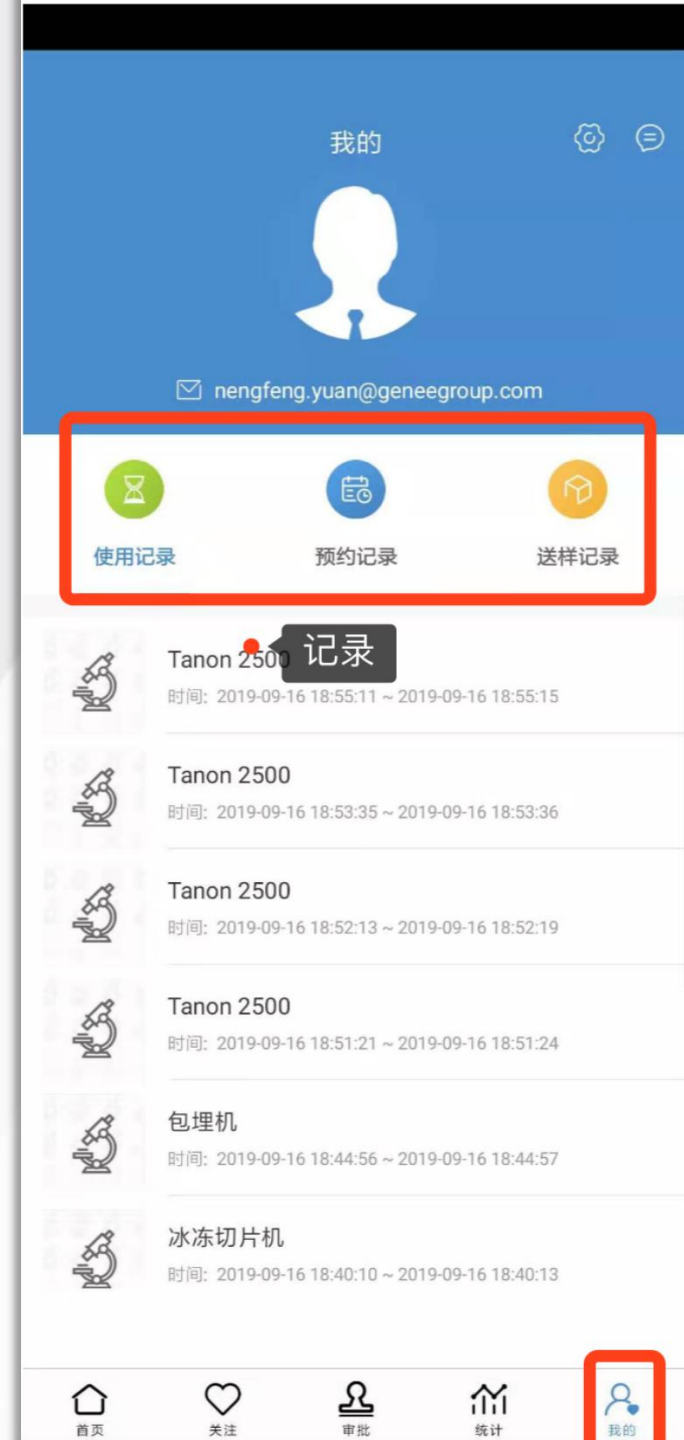 我的
nengfeng.yuan@geneegroup.com
使用记录 预约记录 送样记录
记录
Tanon 2500
时间: 2019-09-16 18:55:11 ~ 2019-09-16 18:55:15
Tanon 2500
时间: 2019-09-16 18:53:35 ~ 2019-09-16 18:53:36
Tanon 2500
时间: 2019-09-16 18:52:13 ~ 2019-09-16 18:52:19
Tanon 2500
时间: 2019-09-16 18:51:21 ~ 2019-09-16 18:51:24
包埋机
时间: 2019-09-16 18:44:56 ~ 2019-09-16 18:44:57
冰冻切片机
时间: 2019-09-16 18:40:10 ~ 2019-09-16 18:40:13
首页 关注 审批 统计 我的